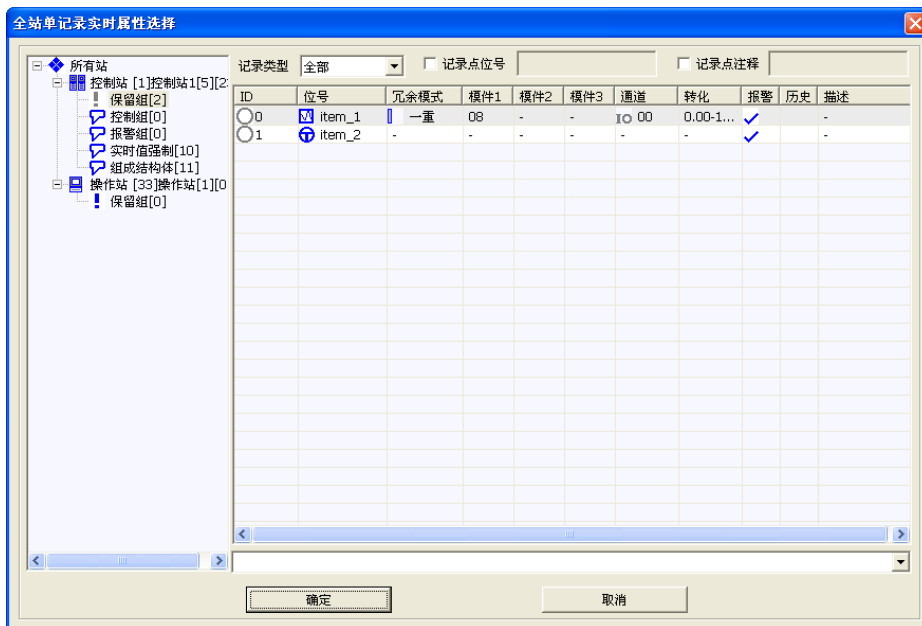 全站单记录实时属性选择
所有站
控制站 [1]控制站1[5][2
保留组[2]
控制组[0]
报警组[0]
实时值强制[10]
组成结构体[11]
操作站 [33]操作站[1][0
保留组[0]
记录类型 全部 记录点位号 记录点注释
ID 位号 冗余模式 模件1 模件2 模件3 通道 转化 报警 历史 描述
0 item_1 一重 08 - - IO 00 0.00-1... -
1 item_2 - - - - - - -
确定 取消